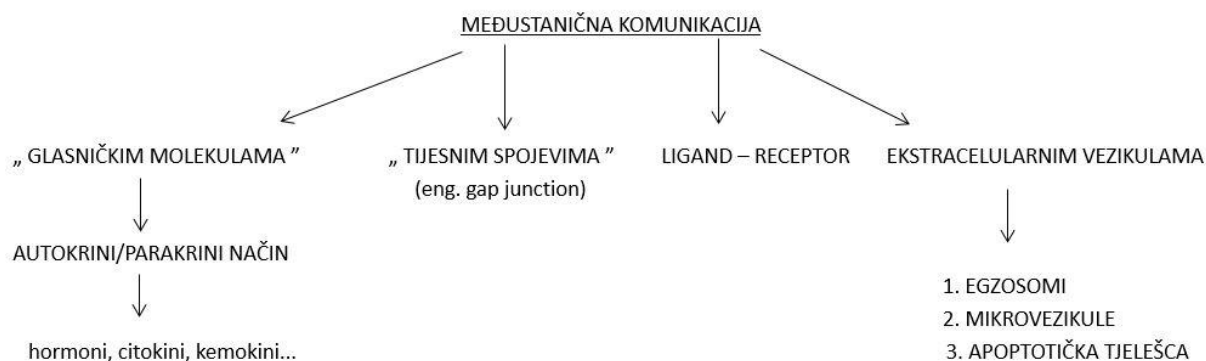 MEĐUSTANIČNA KOMUNIKACIJA
„ GLASNIČKIM MOLEKULAMA ”
„ TIJESNIM SPOJEVIMA ”
(eng. gap junction)
LIGAND – RECEPTOR
EKSTRACELULARNIM VEZIKULAMA
AUTOKRINI/PARAKRINI NAČIN
hormoni, citokini, kemokini...
1. EGZOSOMI
2. MIKROVEZIKULE
3. APOPTOTIČKA TJELEŠCA